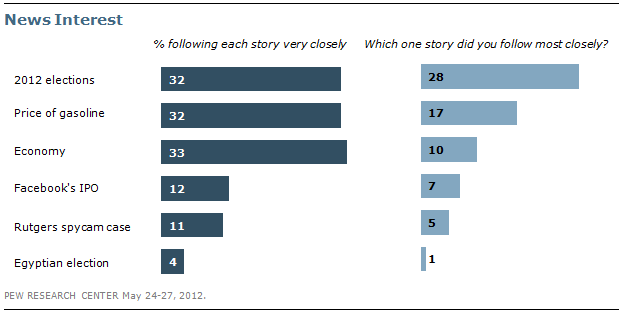 News Interest
% following each story very closely Which one story did you follow most closely?
2012 elections 32 28
Price of gasoline 32 17
Economy 33 10
Facebook's IPO 12 7
Rutgers spycam case 11 5
Egyptian election 4 1
PEW RESEARCH CENTER May 24-27, 2012.